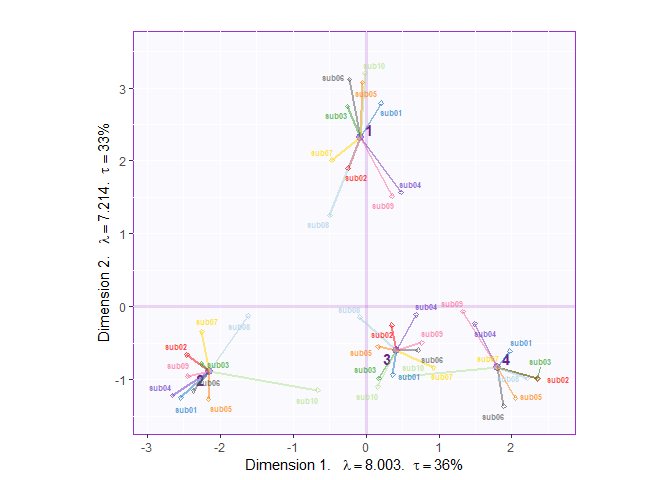 sub10
sub06
3
sub05
sub01
sub03
1
sub07
2
sub02
sub04
sub09
sub08
1
0
-1
sub07
sub08
sub02
sub03
sub09
2
sub06
sub04
sub01
sub05
sub10
sub04
sub02
sub09
sub05
3
sub06
sub03
sub10
sub01
sub07
sub10
sub09
sub04
sub01
sub07
4
sub03
sub08
sub02
sub05
sub06
-3 -2 -1 0 1 2
Dimension 1. λ = 8.003. τ = 36%
Dimension 2. λ = 7.214. τ = 33%